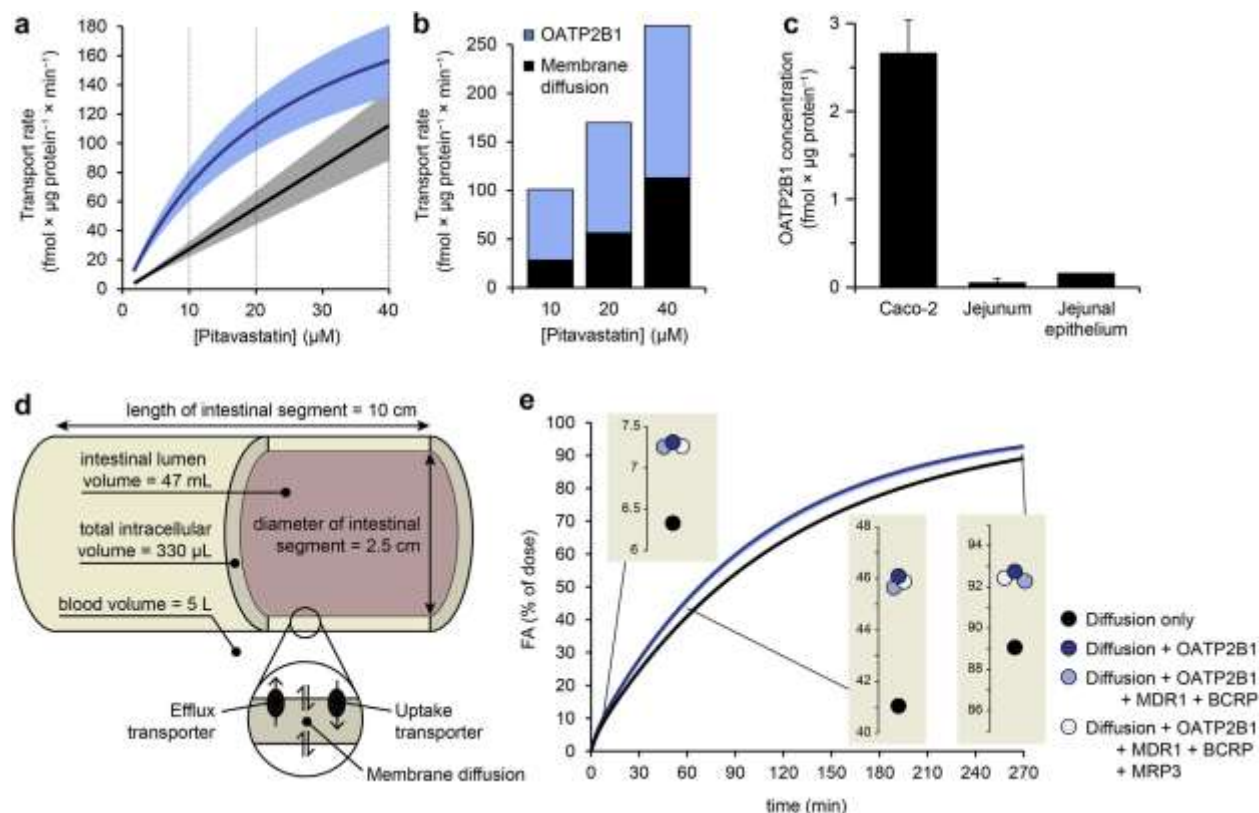 a
Transport rate
(fmol × µg protein⁻¹ × min⁻¹)
180
160
140
120
100
80
60
40
20
0
0
10
20
30
40
[Pitavastatin] (µM)
b
Transport rate
(fmol × µg protein⁻¹ × min⁻¹)
250
200
150
100
50
0
OATP2B1
Membrane
diffusion
10
20
40
[Pitavastatin] (µM)
c
OATP2B1 concentration
(fmol × µg protein⁻¹)
3
2
1
0
Caco-2
Jejunum
Jejunal
epithelium
d
length of intestinal segment = 10 cm
intestinal lumen
volume = 47 mL
total intracellular
volume = 330 µL
diameter of intestinal
segment = 2.5 cm
blood volume = 5 L
Efflux
transporter
Uptake
transporter
Membrane diffusion
e
FA (% of dose)
100
90
80
70
60
50
40
30
20
10
0
7.5
7
6.5
6
48
46
44
42
40
94
92
90
88
86
0
30
60
90
120
150
180
210
240
270
time (min)
Diffusion only
Diffusion + OATP2B1
Diffusion + OATP2B1
+ MDR1 + BCRP
Diffusion + OATP2B1
+ MDR1 + BCRP
+ MRP3